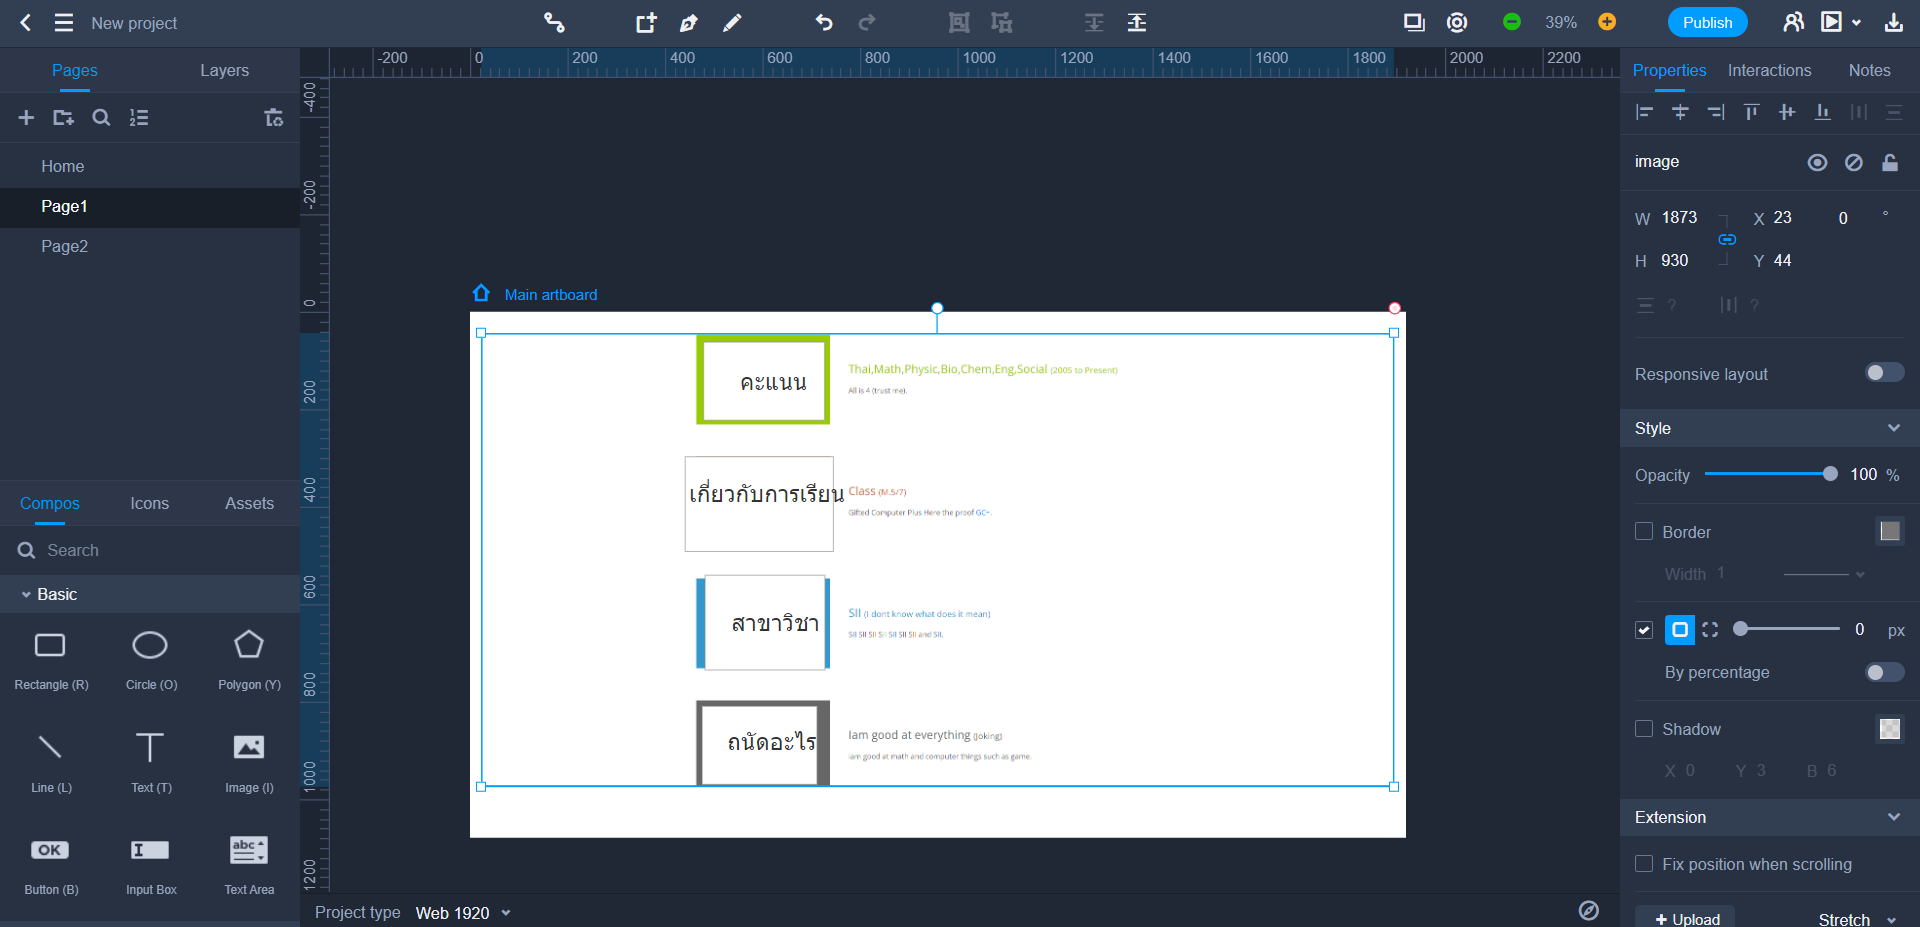 New project
39%
Publish
Pages
Layers
Home
Page1
Page2
Compos
Icons
Assets
Search
Basic
Rectangle (R)
Circle (O)
Polygon (Y)
Line (L)
Text (T)
Image (I)
OK
abc
Button (B)
Input Box
Text Area
-200
0
200
400
600
800
1000
1200
1400
1600
1800
2000
2200
-400
-200
0
200
400
600
800
1000
1200
Main artboard
คะแนน
Thai,Math,Physic,Bio,Chem,Eng,Social (2005 to Present)
All is 4 (trust me).
เกี่ยวกับการเรียน
Class (M.5/7)
Gifted Computer Plus Here the proof GC~.
สาขาวิชา
SII (I dont know what does it mean)
SII SII SII SII SII SII SII and SII.
ถนัดอะไร
Iam good at everything (Joking)
Iam good at math and computer things such as game.
Project type
Web 1920
Properties
Interactions
Notes
image
W 1873
X 23
0 °
H 930
Y 44
?
?
Responsive layout
Style
Opacity
100 %
Border
Width 1
0 px
By percentage
Shadow
X 0
Y 3
B 6
Extension
Fix position when scrolling
+ Upload
Stretch